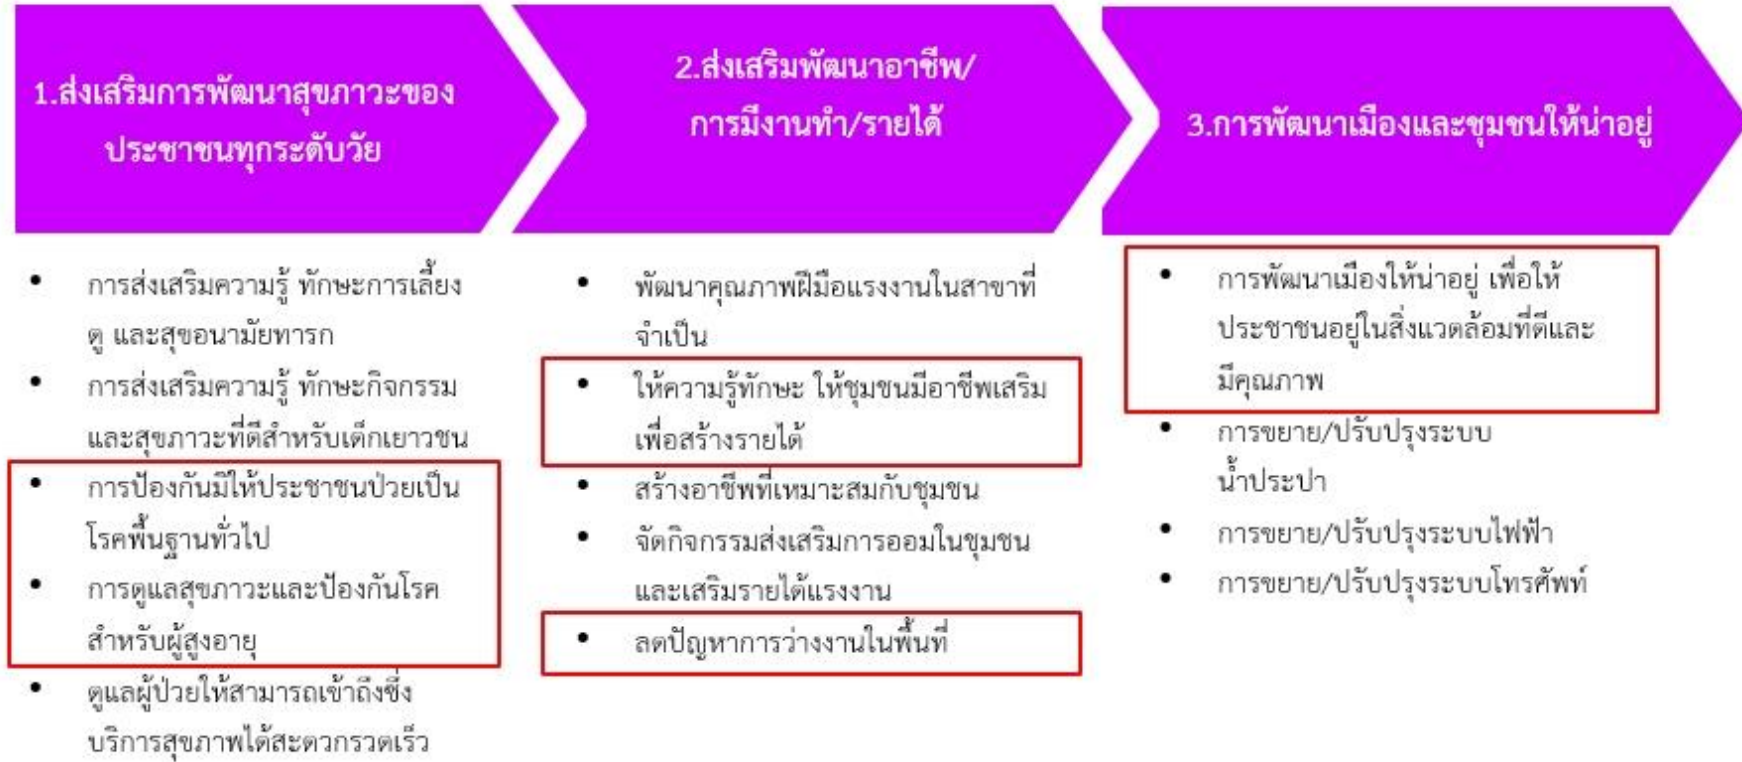 1.ส่งเสริมการพัฒนาสุขภาวะของ
ประชาชนทุกระดับวัย
• การส่งเสริมความรู้ ทักษะการเลี้ยง
ดู และสุขอนามัยทารก
• การส่งเสริมความรู้ ทักษะกิจกรรม
และสุขภาวะที่ดีสำหรับเด็กเยาวชน
• การป้องกันมิให้ประชาชนป่วยเป็น
โรคพื้นฐานทั่วไป
• การดูแลสุขภาวะและป้องกันโรค
สำหรับผู้สูงอายุ
• ดูแลผู้ป่วยให้สามารถเข้าถึงซึ่ง
บริการสุขภาพได้สะดวกรวดเร็ว
2.ส่งเสริมพัฒนาอาชีพ/
การมีงานทำ/รายได้
• พัฒนาคุณภาพฝีมือแรงงานในสาขาที่
จำเป็น
• ให้ความรู้ทักษะ ให้ชุมชนมีอาชีพเสริม
เพื่อสร้างรายได้
• สร้างอาชีพที่เหมาะสมกับชุมชน
• จัดกิจกรรมส่งเสริมการออมในชุมชน
และเสริมรายได้แรงงาน
• ลดปัญหาการว่างงานในพื้นที่
3.การพัฒนาเมืองและชุมชนให้น่าอยู่
• การพัฒนาเมืองให้น่าอยู่ เพื่อให้
ประชาชนอยู่ในสิ่งแวดล้อมที่ดีและ
มีคุณภาพ
• การขยาย/ปรับปรุงระบบ
น้ำประปา
• การขยาย/ปรับปรุงระบบไฟฟ้า
• การขยาย/ปรับปรุงระบบโทรศัพท์